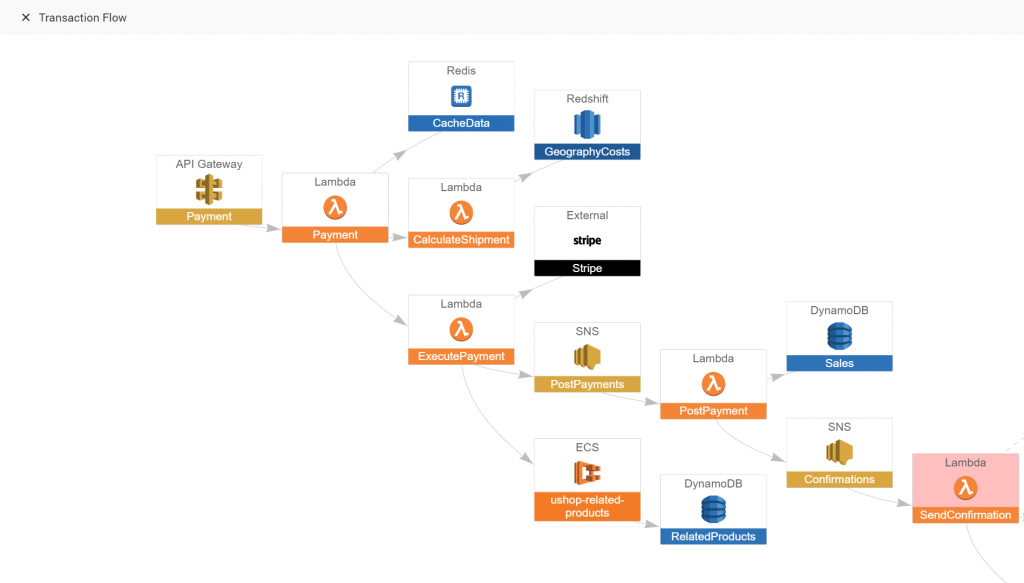 ✕ Transaction Flow
Redis
CacheData
Redshift
GeographyCosts
API Gateway
Payment
Lambda
Payment
Lambda
CalculateShipment
External
stripe
Stripe
Lambda
ExecutePayment
SNS
PostPayments
Lambda
PostPayment
DynamoDB
Sales
SNS
Confirmations
Lambda
SendConfirmation
ECS
ushop-related-
products
DynamoDB
RelatedProducts